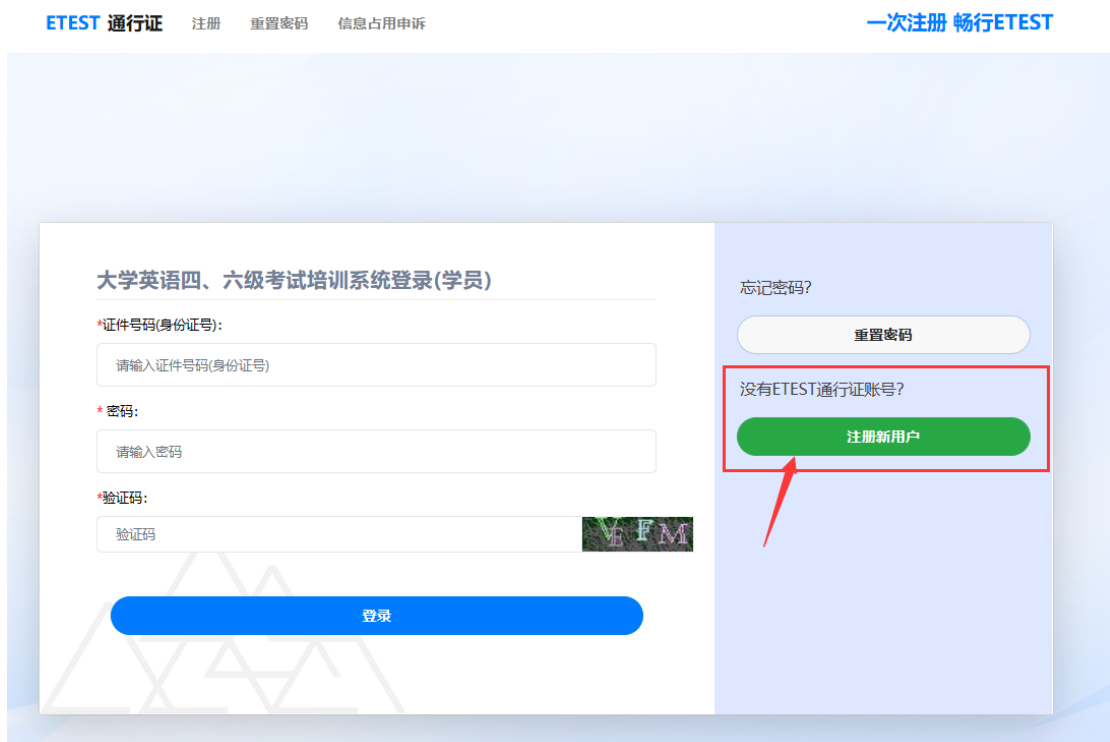 ETEST 通行证 注册 重置密码 信息占用申诉 一次注册 畅行ETEST
大学英语四、六级考试培训系统登录(学员)
*证件号码(身份证号):
请输入证件号码(身份证号)
* 密码:
请输入密码
*验证码:
验证码 VEFM
登录
忘记密码?
重置密码
没有ETEST通行证账号?
注册新用户